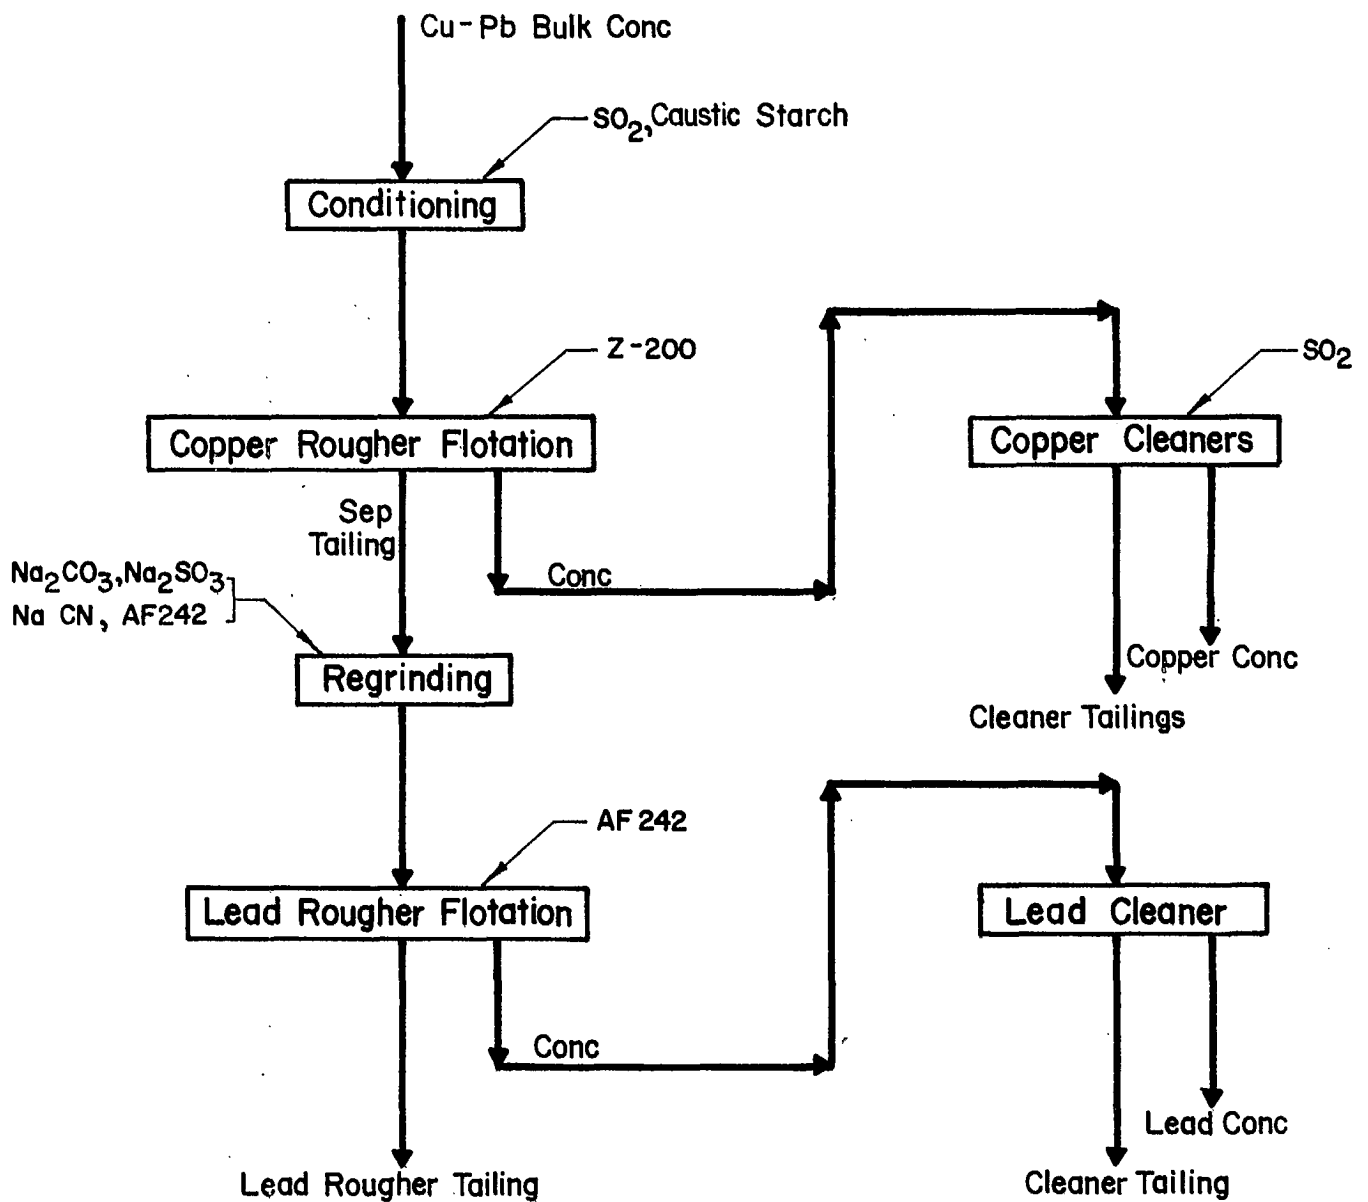 Cu-Pb Bulk Conc
SO₂, Caustic Starch
Conditioning
Z-200
SO₂
Copper Rougher Flotation
Copper Cleaners
Sep
Tailing
Na₂CO₃, Na₂SO₃
Na CN, AF242
Conc
Regrinding
Copper Conc
Cleaner Tailings
AF 242
Lead Rougher Flotation
Lead Cleaner
Conc
Lead Conc
Lead Rougher Tailing
Cleaner Tailing